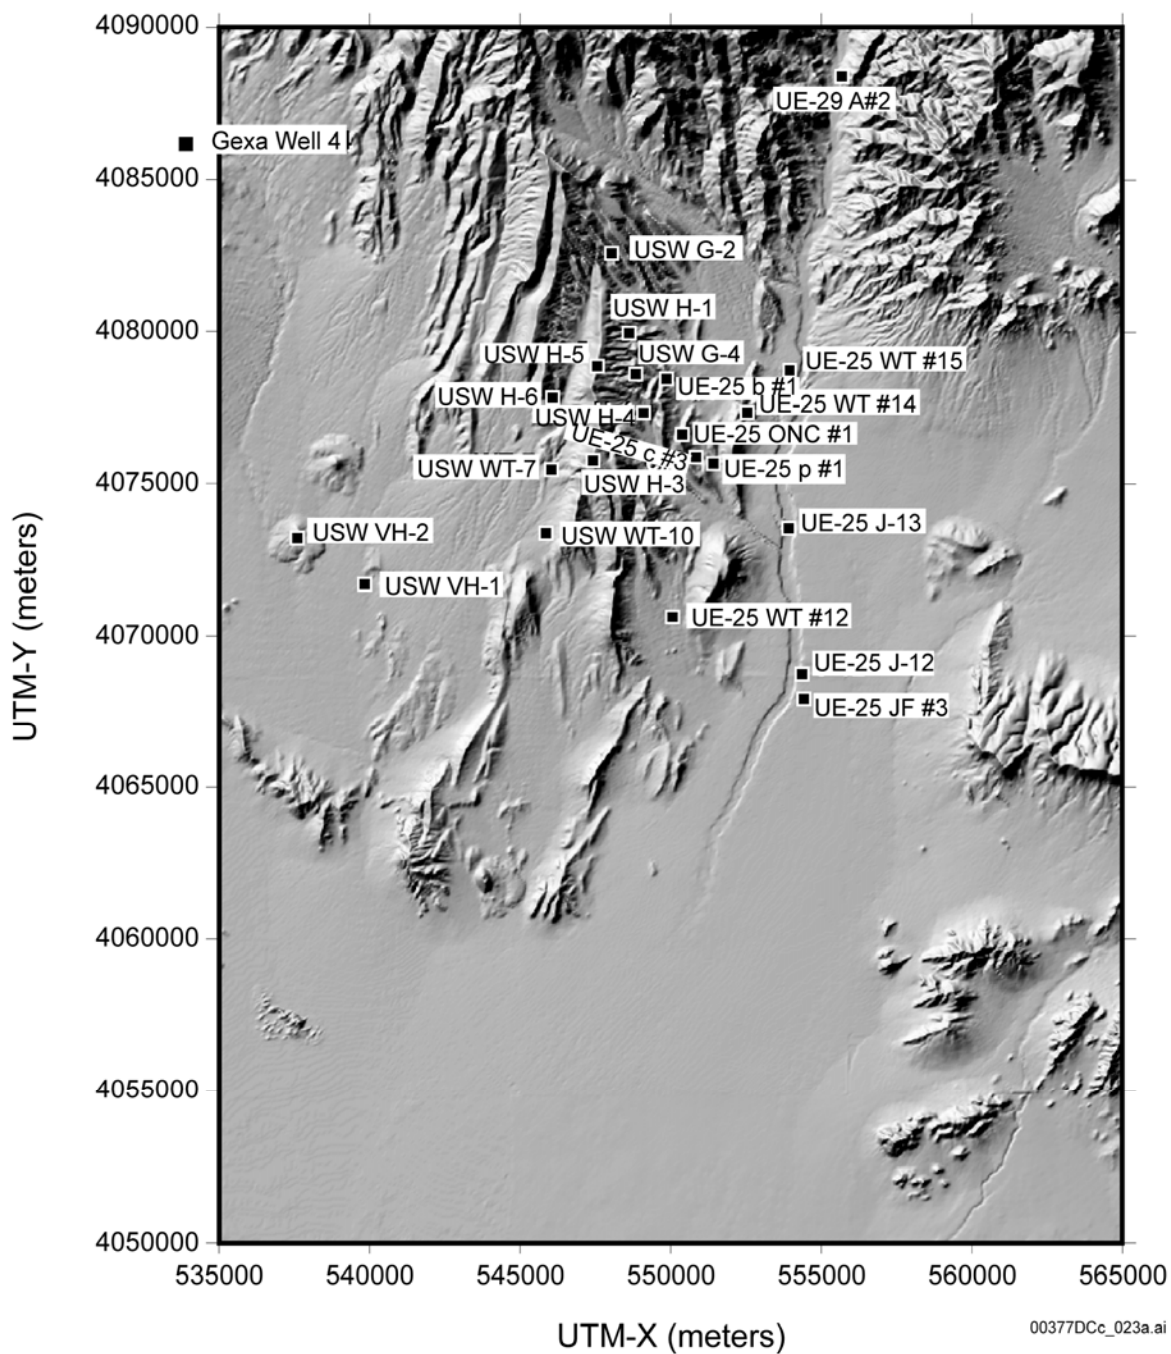 4090000
UE-29 A#2
Gexa Well 4
4085000
USW G-2
USW H-1
4080000
USW H-5
USW G-4
UE-25 WT #15
UE-25 b #1
USW H-6
UE-25 WT #14
USW H-4
UE-25 ONC #1
UE-25 c #3
USW WT-7
UE-25 p #1
4075000
USW H-3
UE-25 J-13
USW VH-2
USW WT-10
USW VH-1
UE-25 WT #12
4070000
UE-25 J-12
UE-25 JF #3
UTM-Y (meters)
4065000
4060000
4055000
4050000
535000 540000 545000 550000 555000 560000 565000
UTM-X (meters)
00377DCc_023a.ai